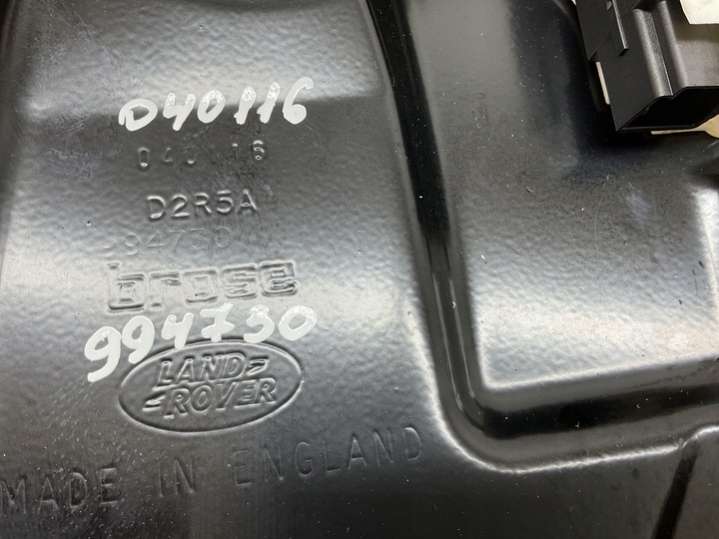 D40116
D2R5A
brose
994730
LAND
ROVER
MADE IN ENGLAND